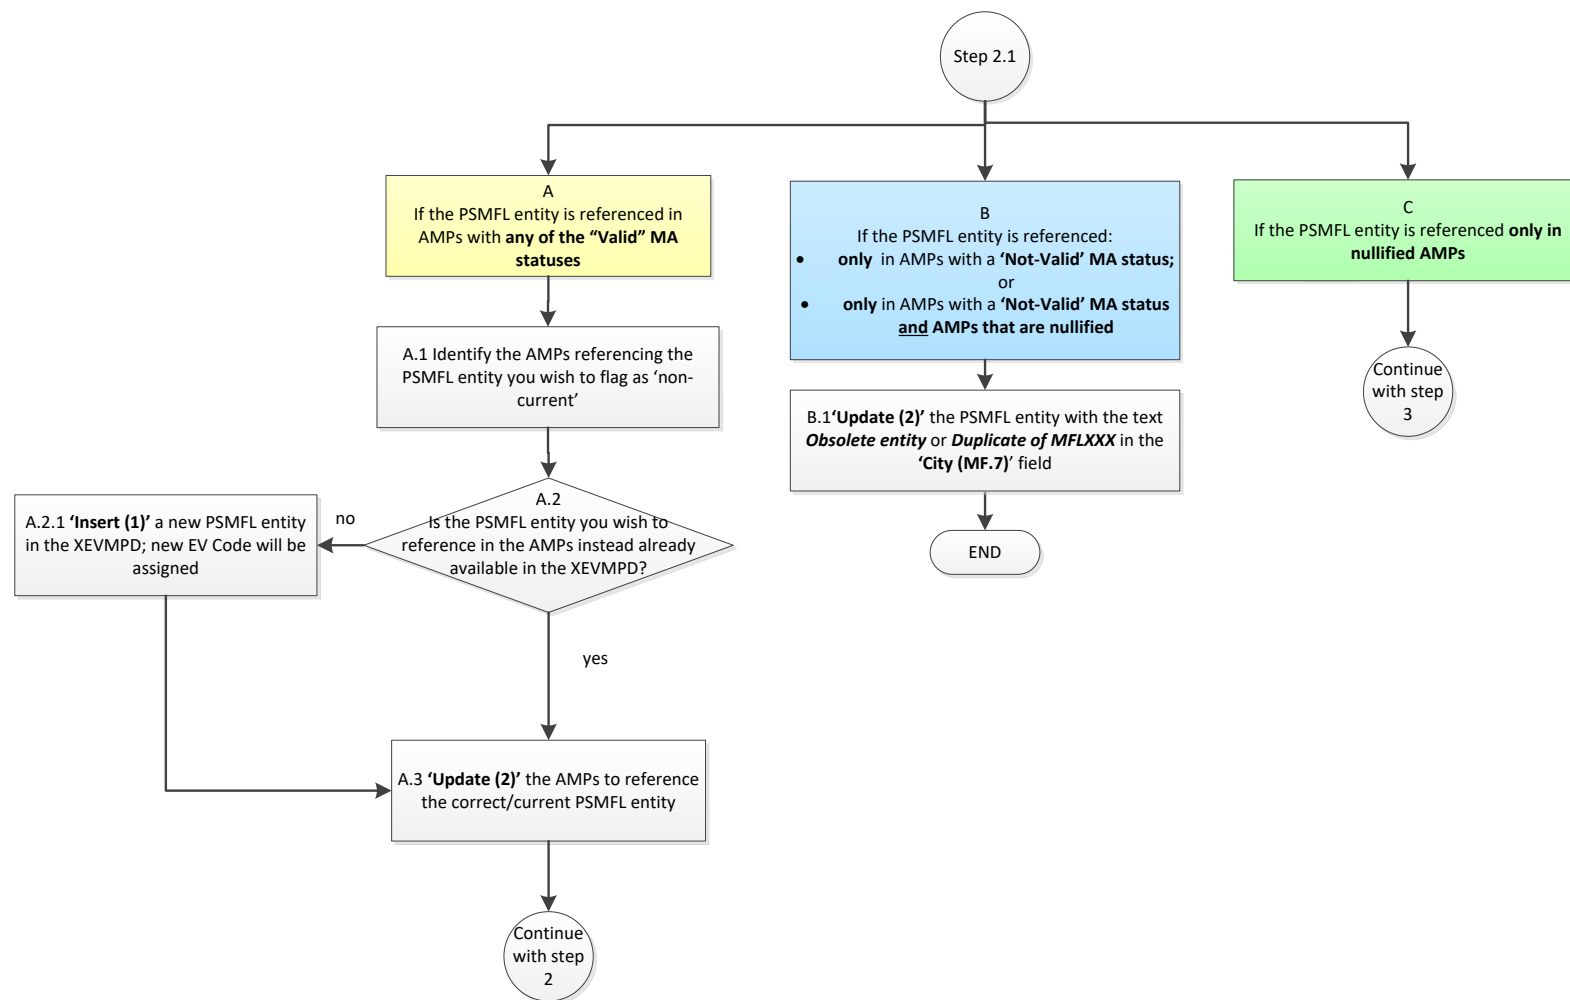 Step 2.1
A
If the PSMFL entity is referenced in
AMPs with any of the “Valid” MA
statuses
B
If the PSMFL entity is referenced:
• only in AMPs with a ‘Not-Valid’ MA status;
or
• only in AMPs with a ‘Not-Valid’ MA status
and AMPs that are nullified
C
If the PSMFL entity is referenced only in
nullified AMPs
A.1 Identify the AMPs referencing the
PSMFL entity you wish to flag as ‘non-
current’
B.1‘Update (2)’ the PSMFL entity with the text
Obsolete entity or Duplicate of MFLXXX in the
‘City (MF.7)’ field
Continue
with step
3
A.2
Is the PSMFL entity you wish to
reference in the AMPs instead already
available in the XEVMPD?
no
A.2.1 ‘Insert (1)’ a new PSMFL entity
in the XEVMPD; new EV Code will be
assigned
END
yes
A.3 ‘Update (2)’ the AMPs to reference
the correct/current PSMFL entity
Continue
with step
2